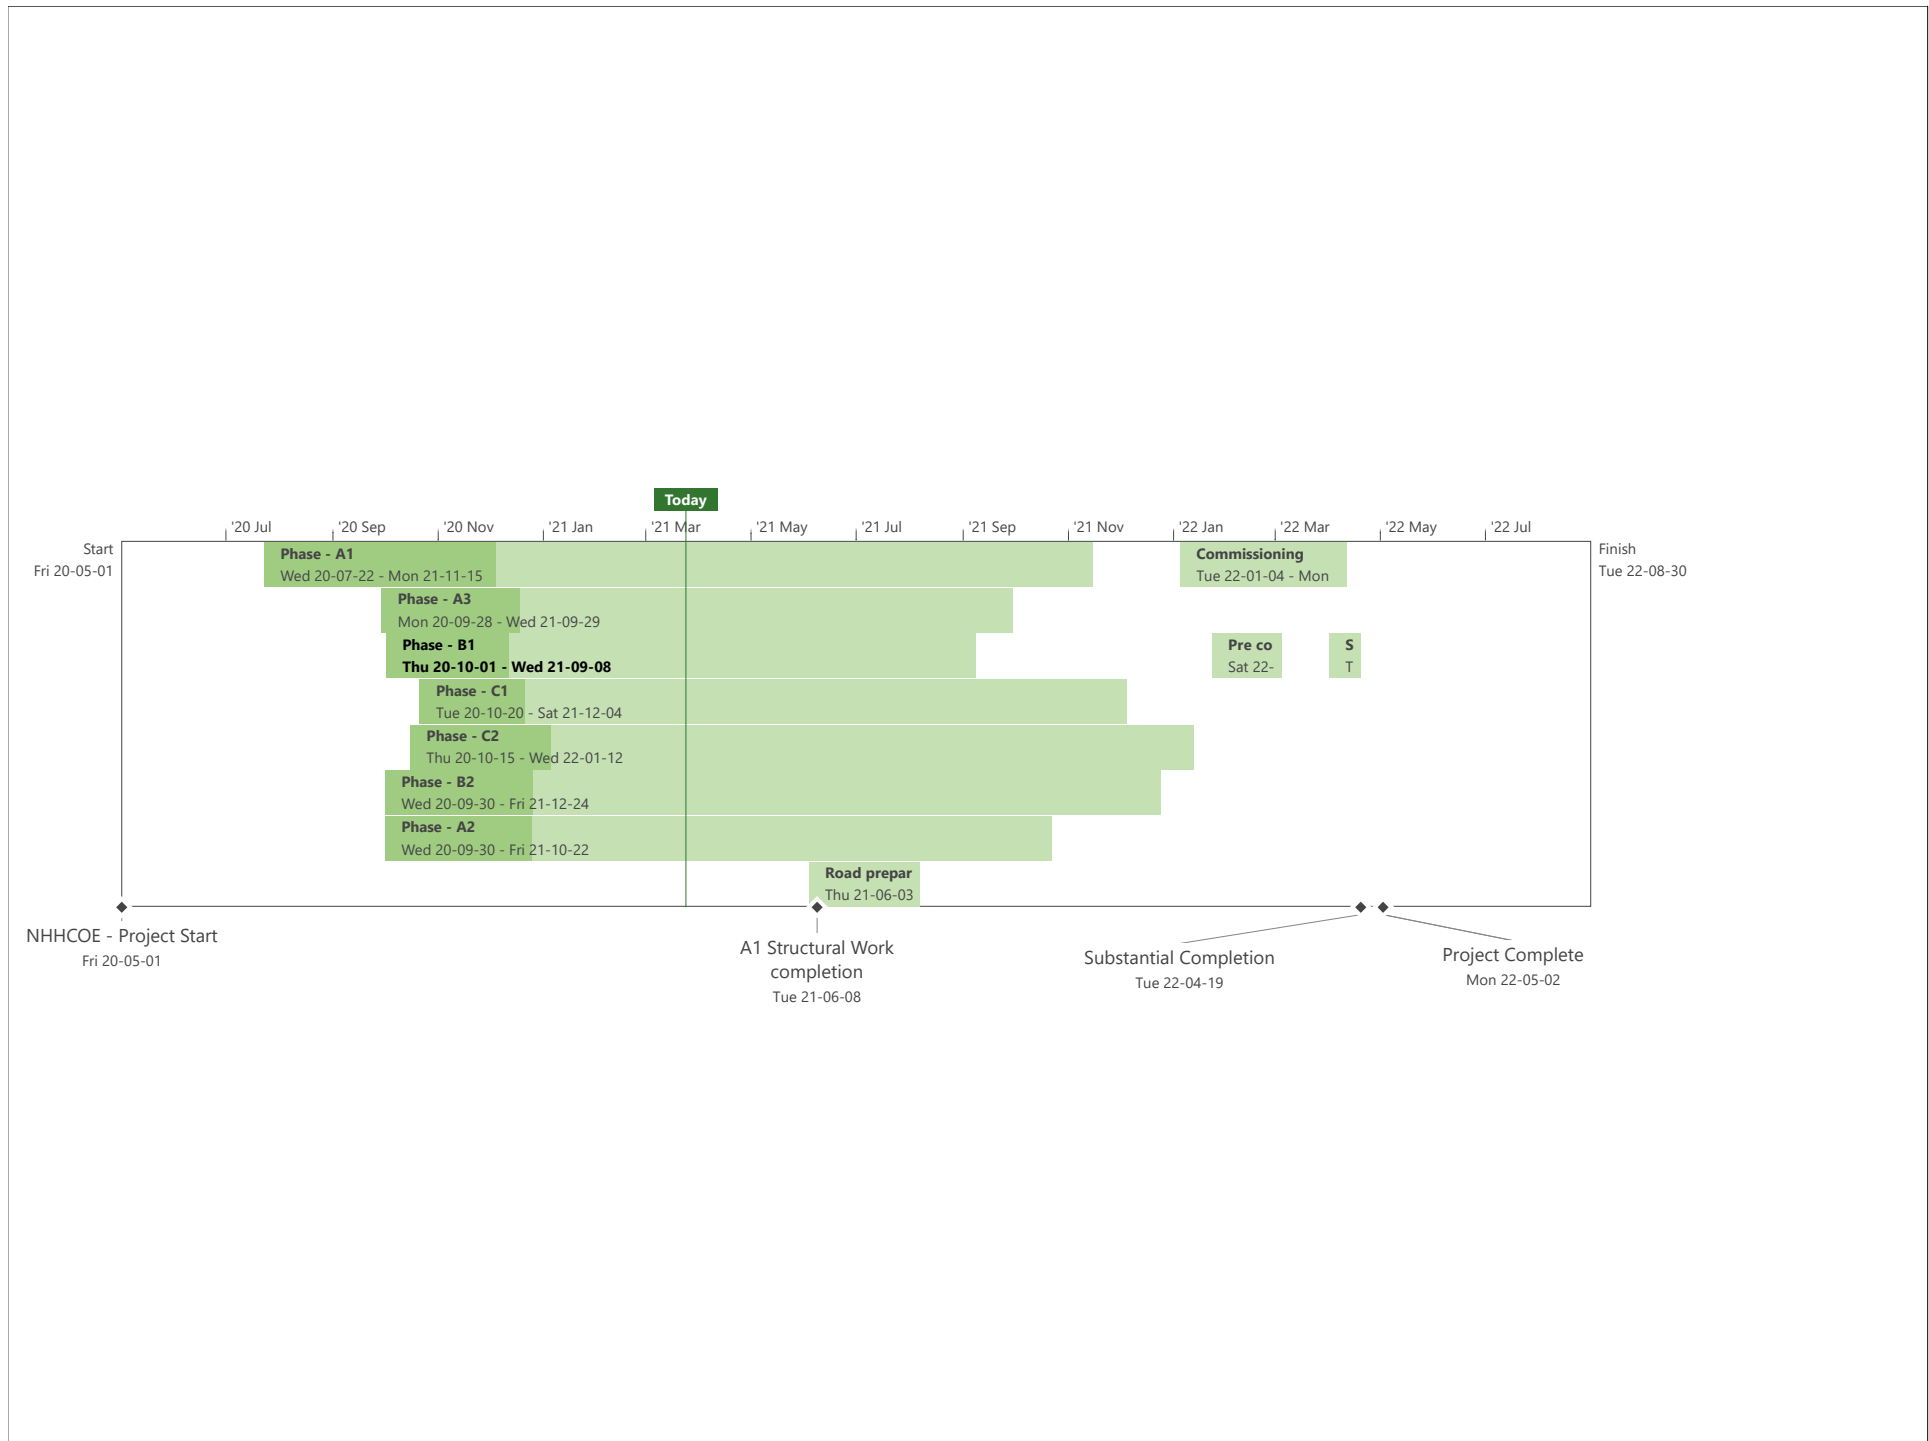 Today
'20 Jul '20 Sep '20 Nov '21 Jan '21 Mar '21 May '21 Jul '21 Sep '21 Nov '22 Jan '22 Mar '22 May '22 Jul
Start
Fri 20-05-01
Finish
Tue 22-08-30
Phase - A1
Wed 20-07-22 - Mon 21-11-15
Commissioning
Tue 22-01-04 - Mon
Phase - A3
Mon 20-09-28 - Wed 21-09-29
Phase - B1
Thu 20-10-01 - Wed 21-09-08
Pre co
Sat 22-
S
T
Phase - C1
Tue 20-10-20 - Sat 21-12-04
Phase - C2
Thu 20-10-15 - Wed 22-01-12
Phase - B2
Wed 20-09-30 - Fri 21-12-24
Phase - A2
Wed 20-09-30 - Fri 21-10-22
Road prepar
Thu 21-06-03
NHHCOE - Project Start
Fri 20-05-01
A1 Structural Work
completion
Tue 21-06-08
Substantial Completion
Tue 22-04-19
Project Complete
Mon 22-05-02